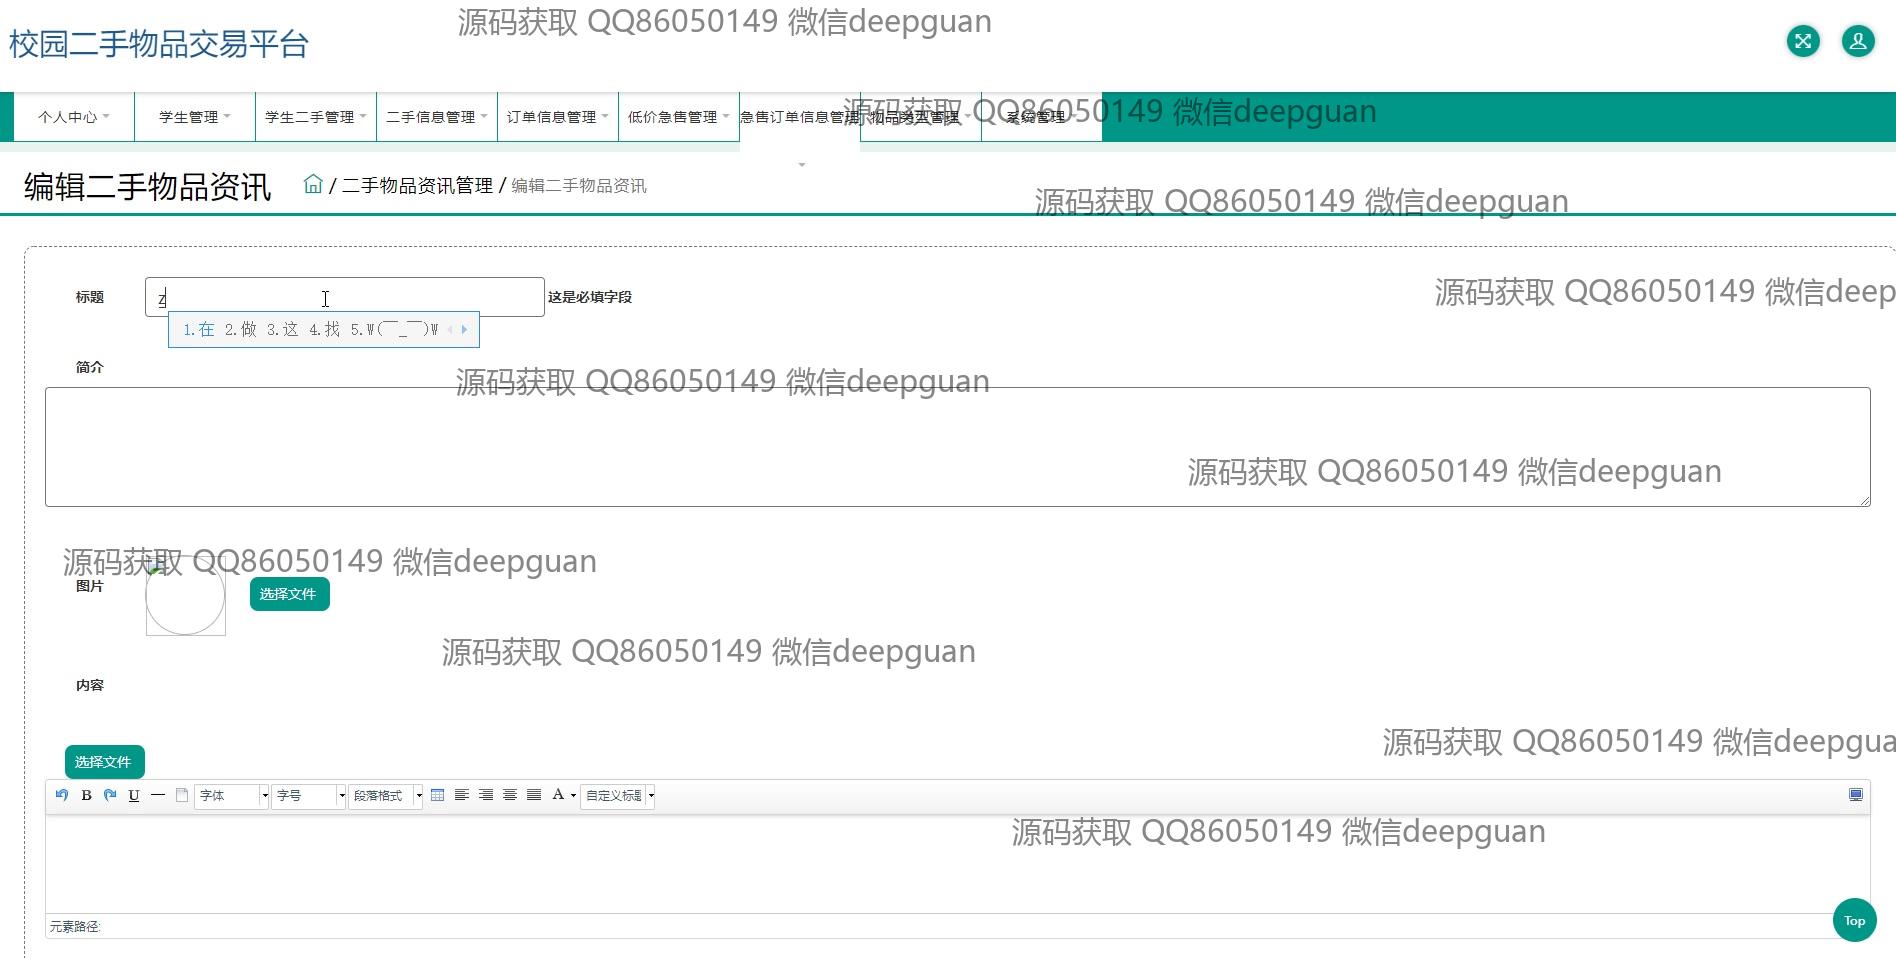 源码获取 QQ86050149 微信deepguan
校园二手物品交易平台
个人中心 学生管理 学生二手管理 二手信息管理 订单信息管理 低价急售管理 急售订单信息管理 物品类型管理 系统管理
源码获取 QQ86050149 微信deepguan
编辑二手物品资讯 / 二手物品资讯管理 / 编辑二手物品资讯
源码获取 QQ86050149 微信deepguan
标题 z 这是必填字段
源码获取 QQ86050149 微信deep
1.在 2.做 3.这 4.找 5.W(￣_￣)W
简介
源码获取 QQ86050149 微信deepguan
源码获取 QQ86050149 微信deepguan
源码获取 QQ86050149 微信deepguan
图片 选择文件
源码获取 QQ86050149 微信deepguan
内容
源码获取 QQ86050149 微信deepgua
选择文件
B U 字体 字号 段落格式 A 自定义标题
源码获取 QQ86050149 微信deepguan
Top
元素路径: